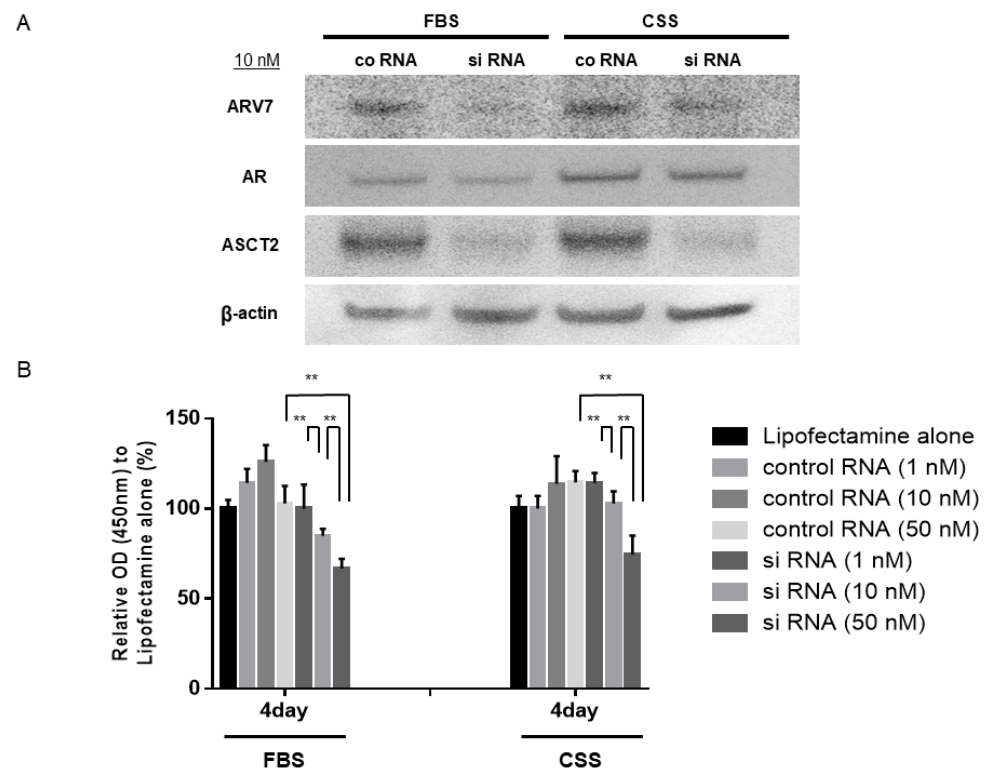 A
FBS CSS
10 nM co RNA si RNA co RNA si RNA
ARV7
AR
ASCT2
β-actin
B
** **
** ** ** **
150
100
50
0
Relative OD (450nm) to
Lipofectamine alone (%)
4day 4day
FBS CSS
Lipofectamine alone
control RNA (1 nM)
control RNA (10 nM)
control RNA (50 nM)
si RNA (1 nM)
si RNA (10 nM)
si RNA (50 nM)